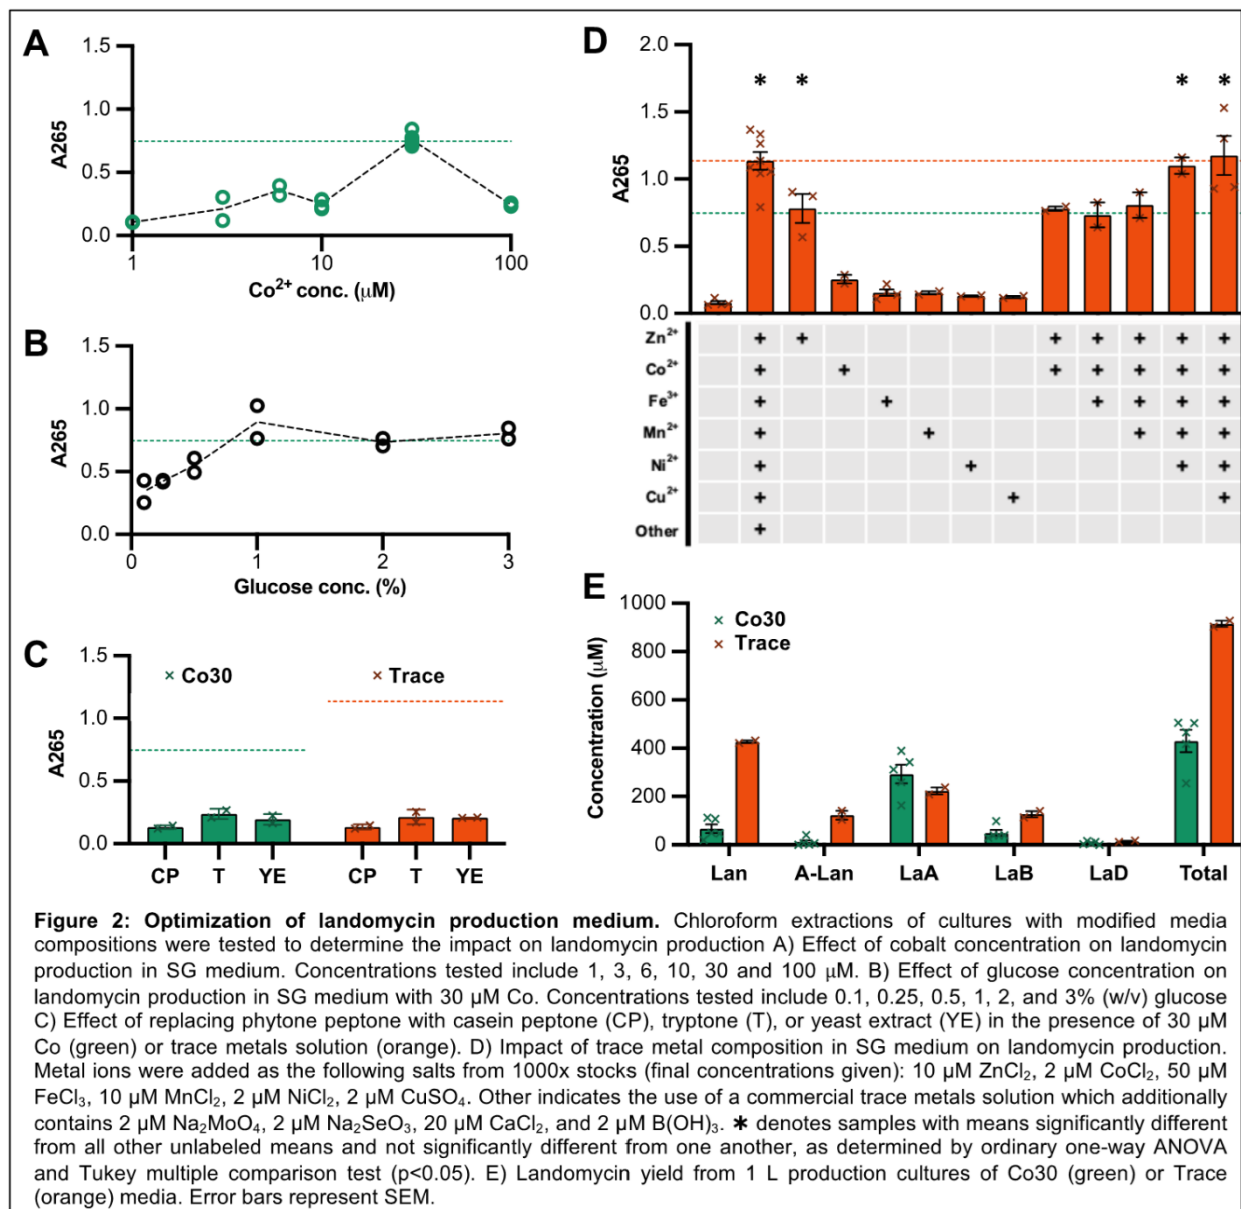 A
1.5
1.0
0.5
0.0
A265
1
10
100
Co²⁺ conc. (μM)
B
1.5
1.0
0.5
0.0
A265
0
1
2
3
Glucose conc. (%)
C
1.5
1.0
0.5
0.0
A265
× Co30
× Trace
CP T YE CP T YE
D
2.0
1.5
1.0
0.5
0.0
A265
* * * *
Zn²⁺ + + + + + + +
Co²⁺ + + + + + + +
Fe³⁺ + + + + + +
Mn²⁺ + + + + +
Ni²⁺ + + + +
Cu²⁺ + + +
Other +
E
1000
800
600
400
200
0
Concentration (μM)
× Co30
× Trace
Lan A-Lan LaA LaB LaD Total
Figure 2: Optimization of landomycin production medium. Chloroform extractions of cultures with modified media
compositions were tested to determine the impact on landomycin production A) Effect of cobalt concentration on landomycin
production in SG medium. Concentrations tested include 1, 3, 6, 10, 30 and 100 μM. B) Effect of glucose concentration on
landomycin production in SG medium with 30 μM Co. Concentrations tested include 0.1, 0.25, 0.5, 1, 2, and 3% (w/v) glucose
C) Effect of replacing phytone peptone with casein peptone (CP), tryptone (T), or yeast extract (YE) in the presence of 30 μM
Co (green) or trace metals solution (orange). D) Impact of trace metal composition in SG medium on landomycin production.
Metal ions were added as the following salts from 1000x stocks (final concentrations given): 10 μM ZnCl₂, 2 μM CoCl₂, 50 μM
FeCl₃, 10 μM MnCl₂, 2 μM NiCl₂, 2 μM CuSO₄. Other indicates the use of a commercial trace metals solution which additionally
contains 2 μM Na₂MoO₄, 2 μM Na₂SeO₃, 20 μM CaCl₂, and 2 μM B(OH)₃. * denotes samples with means significantly different
from all other unlabeled means and not significantly different from one another, as determined by ordinary one-way ANOVA
and Tukey multiple comparison test (p<0.05). E) Landomycin yield from 1 L production cultures of Co30 (green) or Trace
(orange) media. Error bars represent SEM.